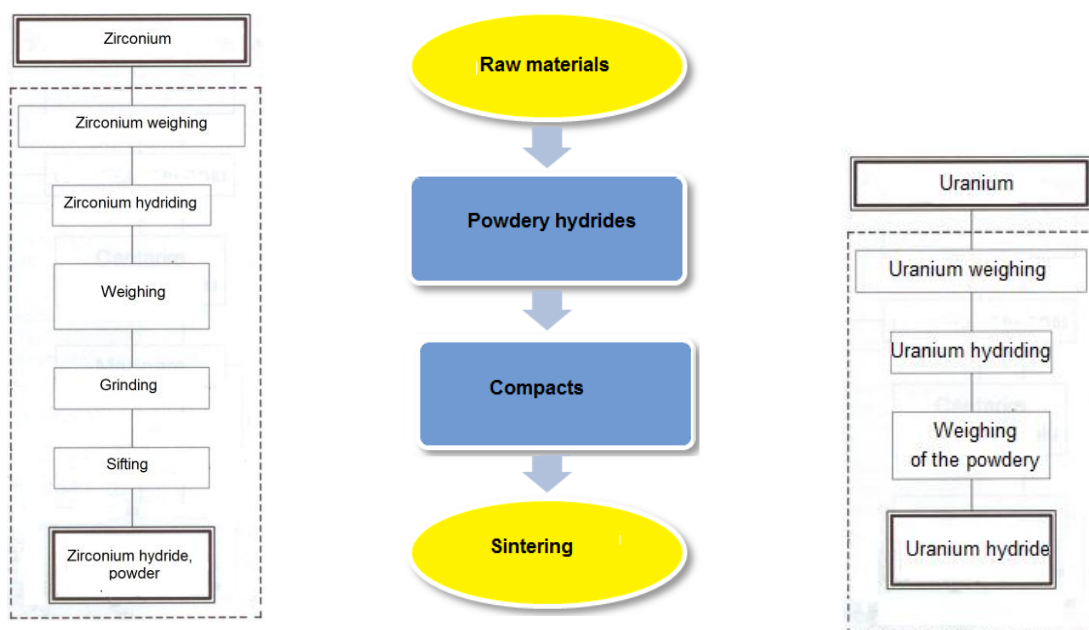 Zirconium
Zirconium weighing
Zirconium hydriding
Weighing
Grinding
Sifting
Zirconium hydride,
powder
Raw materials
Powdery hydrides
Compacts
Sintering
Uranium
Uranium weighing
Uranium hydriding
Weighing
of the powdery
Uranium hydride